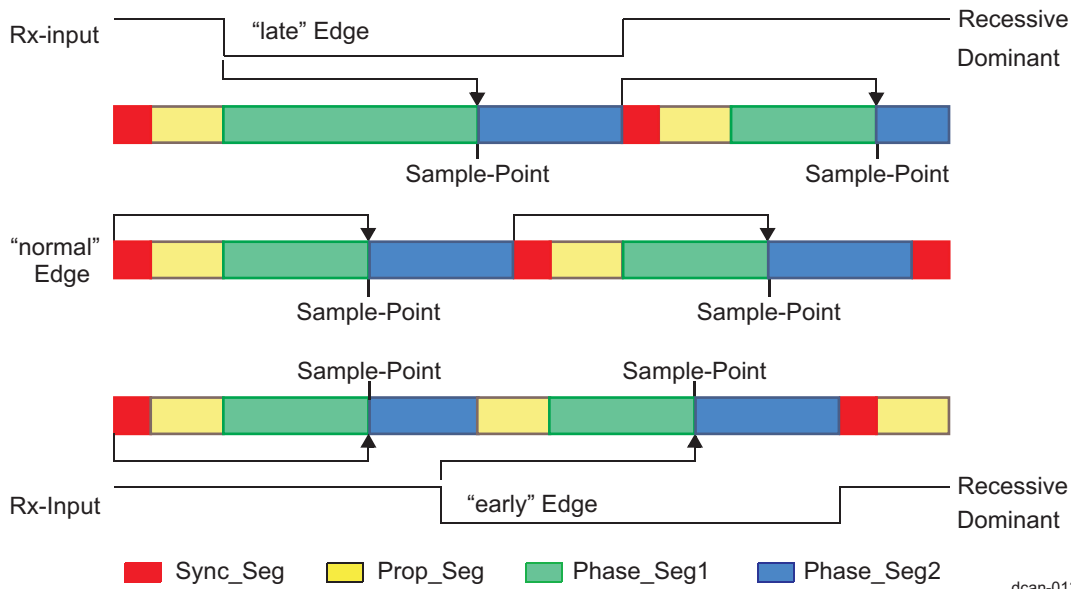 Rx-input
“late” Edge
Recessive
Dominant
Sample-Point
Sample-Point
“normal”
Edge
Sample-Point
Sample-Point
Sample-Point
Sample-Point
Rx-Input
“early” Edge
Recessive
Dominant
Sync_Seg
Prop_Seg
Phase_Seg1
Phase_Seg2